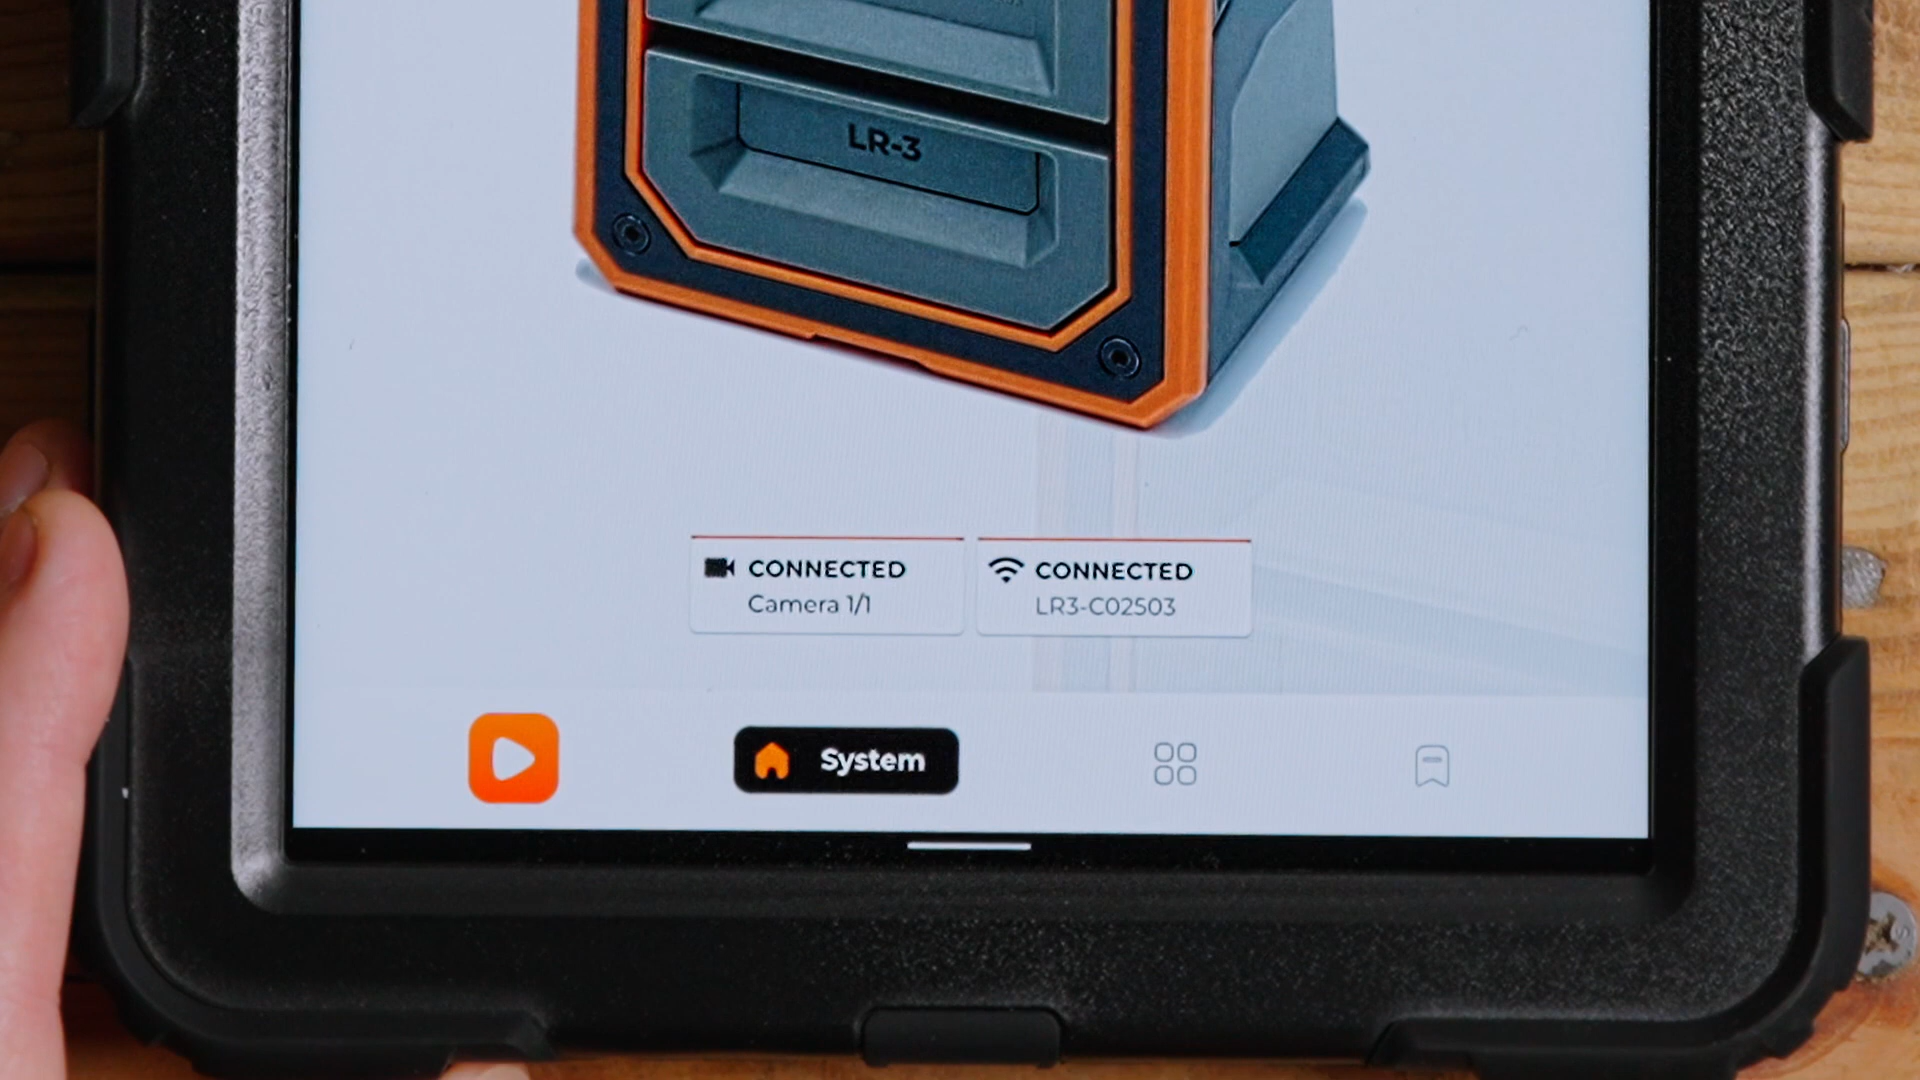 LR-3
CONNECTED
Camera 1/1
CONNECTED
LR3-C02503
System